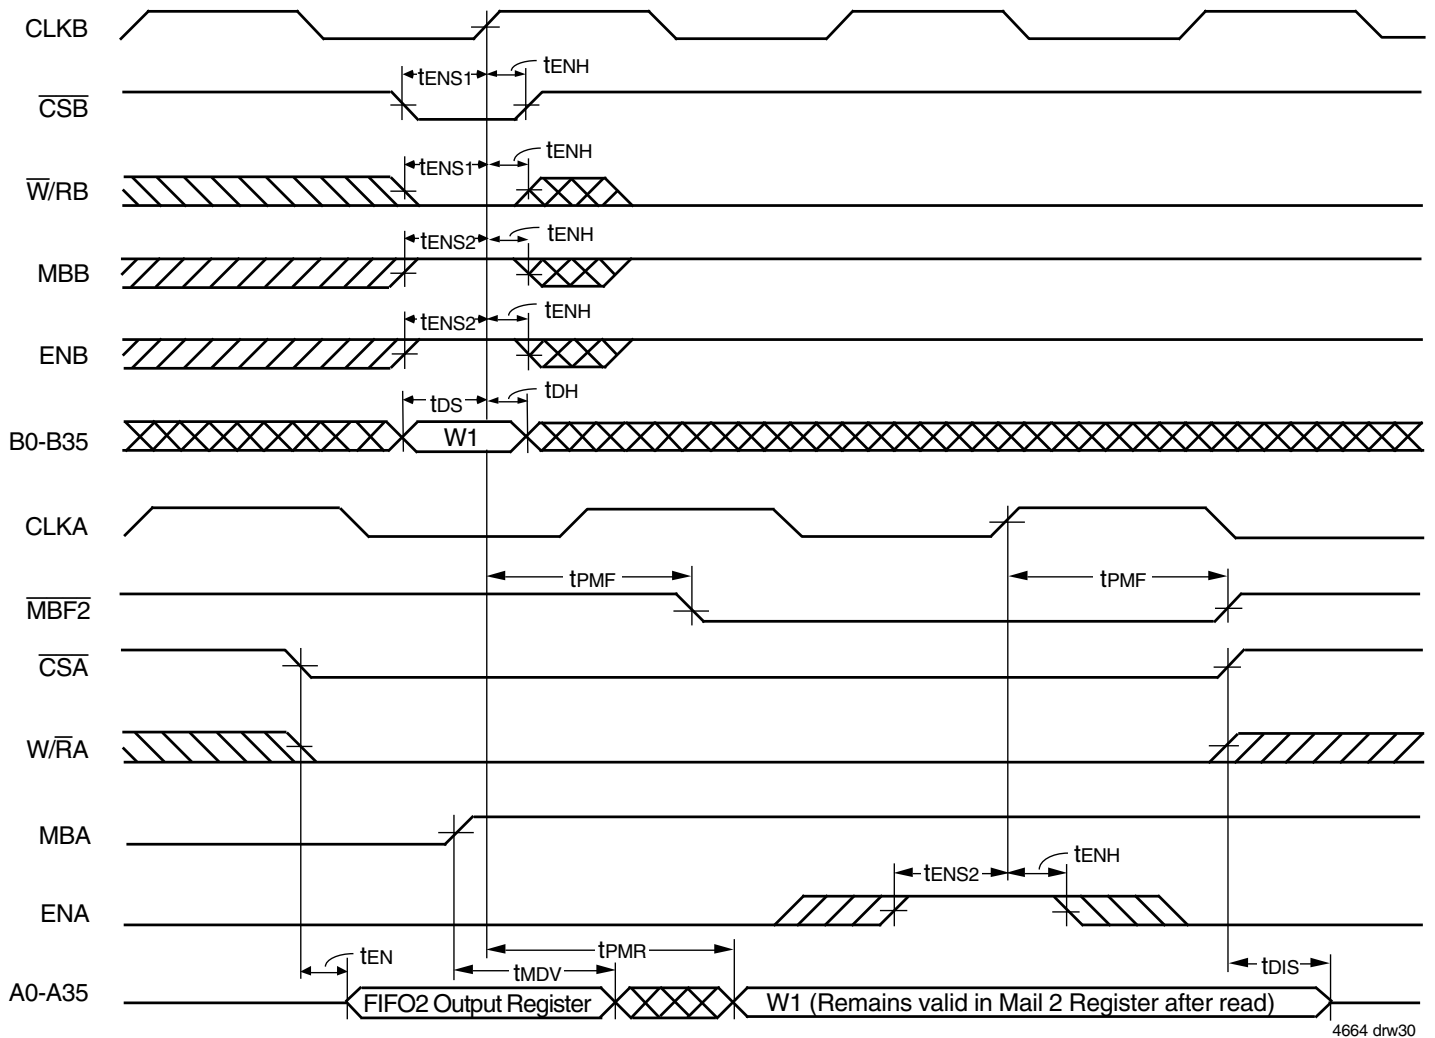 CLKB
tENS1
tENH
CSB
tENS1
tENH
W/RB
tENS2
tENH
MBB
tENS2
tENH
ENB
tDS
tDH
B0-B35
W1
CLKA
tPMF
tPMF
MBF2
CSA
W/RA
MBA
tENS2
tENH
ENA
tEN
tPMR
tMDV
tDIS
A0-A35
FIFO2 Output Register
W1 (Remains valid in Mail 2 Register after read)
4664 drw30